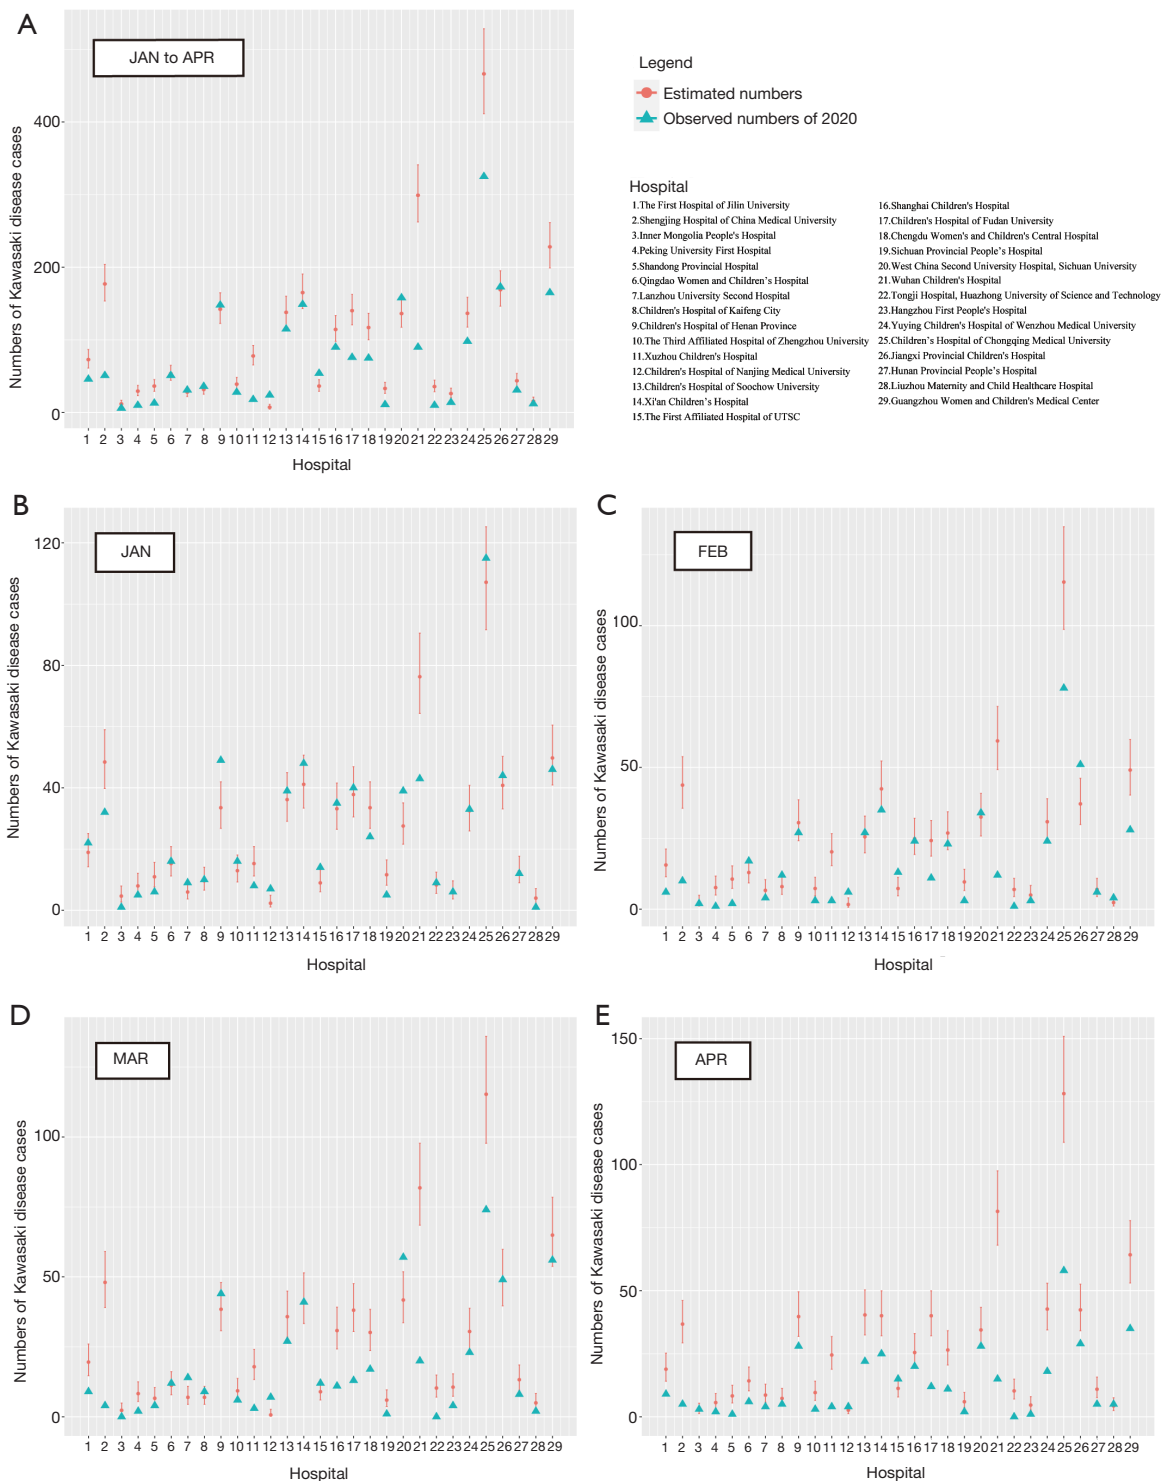 A
JAN to APR
Numbers of Kawasaki disease cases
400
200
0
1 2 3 4 5 6 7 8 9 10 11 12 13 14 15 16 17 18 19 20 21 22 23 24 25 26 27 28 29
Hospital
Legend
Estimated numbers
Observed numbers of 2020
Hospital
1.The First Hospital of Jilin University
2.Shengjing Hospital of China Medical University
3.Inner Mongolia People's Hospital
4.Peking University First Hospital
5.Shandong Provincial Hospital
6.Qingdao Women and Children's Hospital
7.Lanzhou University Second Hospital
8.Children's Hospital of Kaifeng City
9.Children's Hospital of Henan Province
10.The Third Affiliated Hospital of Zhengzhou University
11.Xuzhou Children's Hospital
12.Children's Hospital of Nanjing Medical University
13.Children's Hospital of Soochow University
14.Xi'an Children's Hospital
15.The First Affiliated Hospital of UTSC
16.Shanghai Children's Hospital
17.Children's Hospital of Fudan University
18.Chengdu Women's and Children's Central Hospital
19.Sichuan Provincial People's Hospital
20.West China Second University Hospital, Sichuan University
21.Wuhan Children's Hospital
22.Tongji Hospital, Huazhong University of Science and Technology
23.Hangzhou First People's Hospital
24.Yuying Children's Hospital of Wenzhou Medical University
25.Children's Hospital of Chongqing Medical University
26.Jiangxi Provincial Children's Hospital
27.Hunan Provincial People's Hospital
28.Liuzhou Maternity and Child Healthcare Hospital
29.Guangzhou Women and Children's Medical Center
B
JAN
Numbers of Kawasaki disease cases
120
80
40
0
1 2 3 4 5 6 7 8 9 10 11 12 13 14 15 16 17 18 19 20 21 22 23 24 25 26 27 28 29
Hospital
C
FEB
Numbers of Kawasaki disease cases
100
50
0
1 2 3 4 5 6 7 8 9 10 11 12 13 14 15 16 17 18 19 20 21 22 23 24 25 26 27 28 29
Hospital
D
MAR
Numbers of Kawasaki disease cases
100
50
0
1 2 3 4 5 6 7 8 9 10 11 12 13 14 15 16 17 18 19 20 21 22 23 24 25 26 27 28 29
Hospital
E
APR
Numbers of Kawasaki disease cases
150
100
50
0
1 2 3 4 5 6 7 8 9 10 11 12 13 14 15 16 17 18 19 20 21 22 23 24 25 26 27 28 29
Hospital